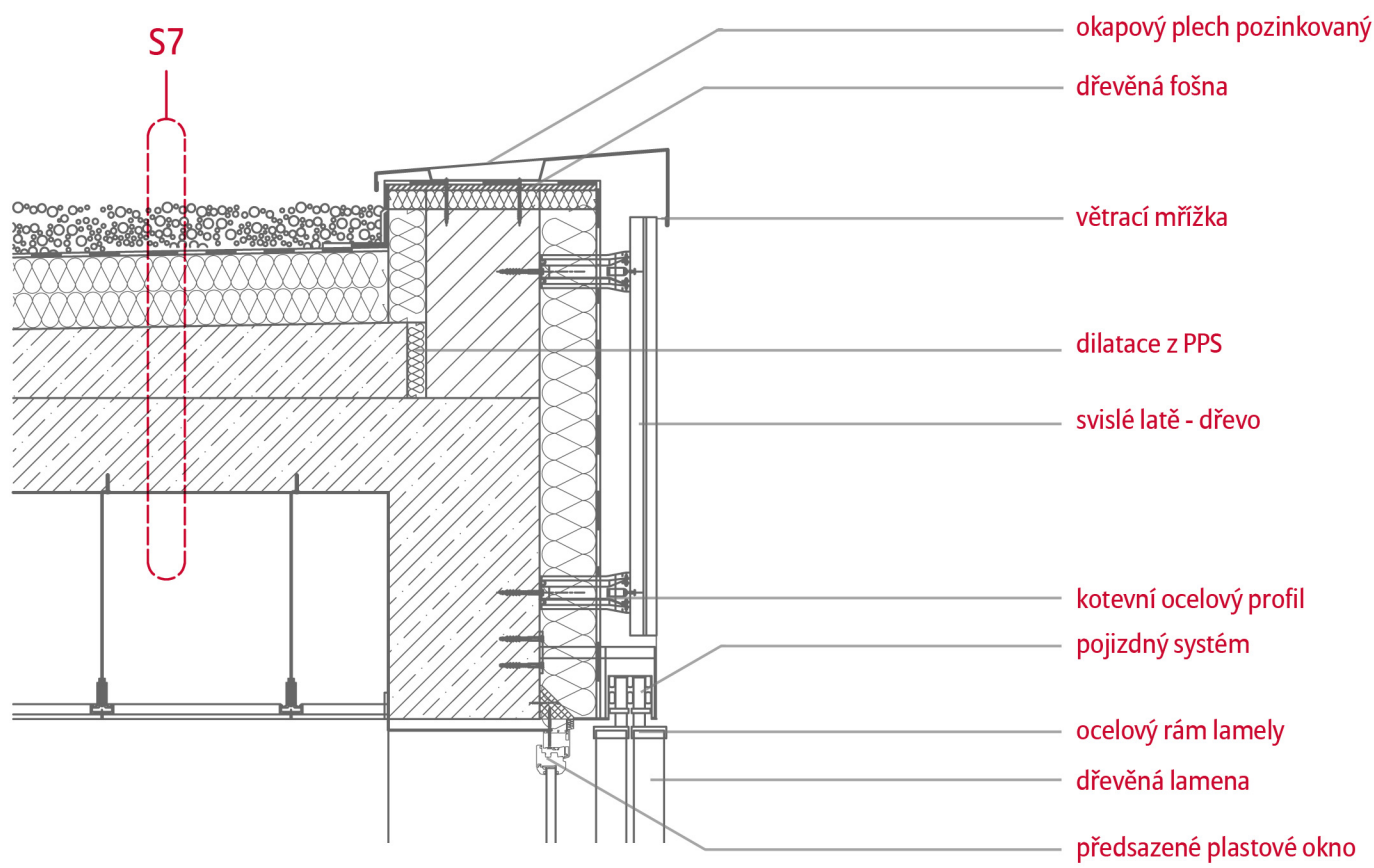 okapový plech pozinkovaný
S7
dřevěná fošna
větrací mřížka
dilatace z PPS
svislé latě - dřevo
kotevní ocelový profil
pojizdný systém
ocelový rám lamely
dřevěná lamena
předsazené plastové okno